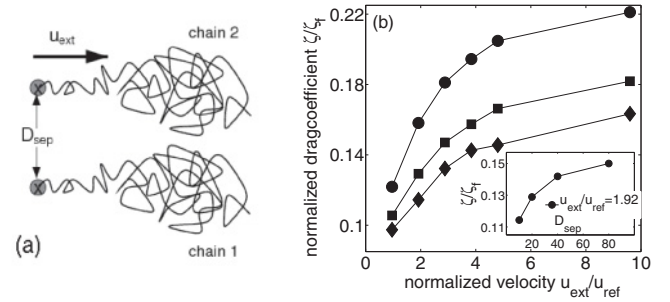 u_ext
chain 2
x
D_sep
x
chain 1
(a)
(b)
normalized dragcoefficient ζ/ζ_f
0.22
0.18
0.14
0.1
0 2 4 6 8 10
normalized velocity u_ext/u_ref
ζ/ζ_f
0.15
0.13
0.11
u_ext/u_ref=1.92
D_sep
20 40 60 80